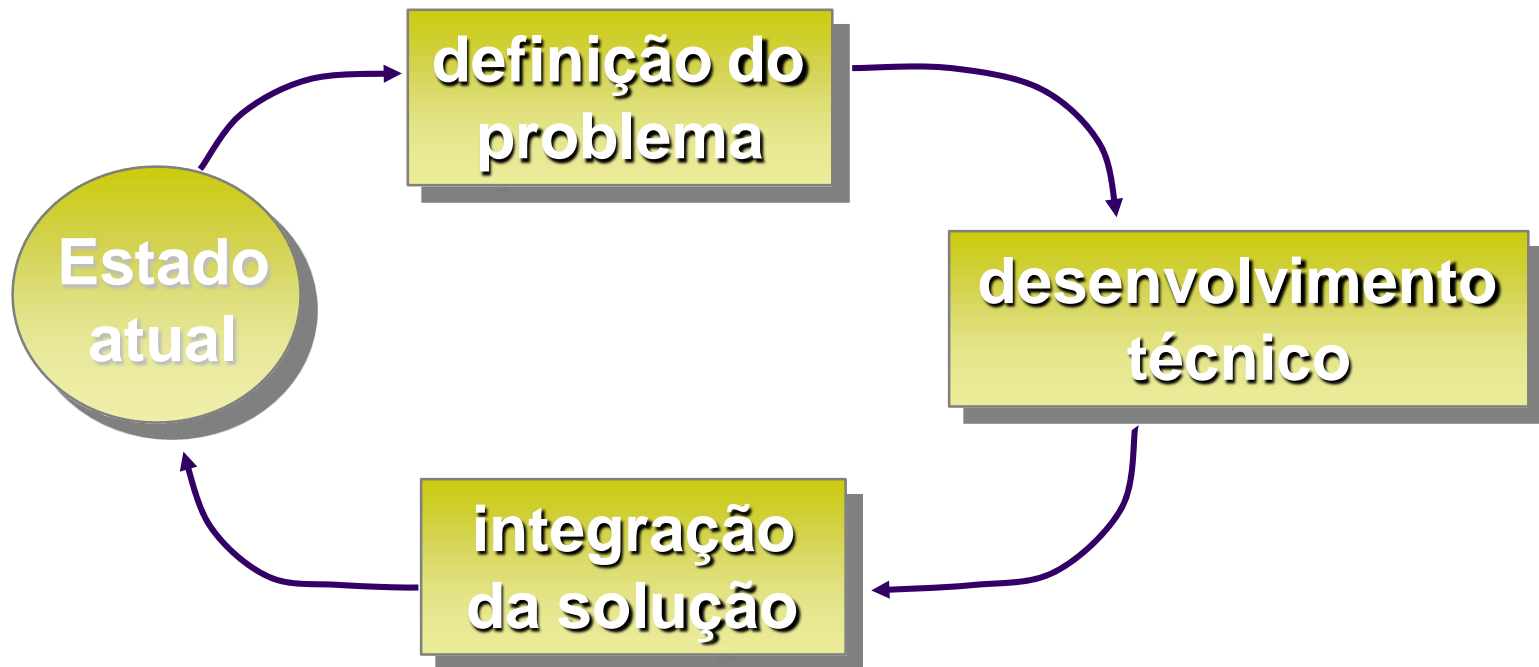 definição do
problema
Estado
atual
desenvolvimento
técnico
integração
da solução